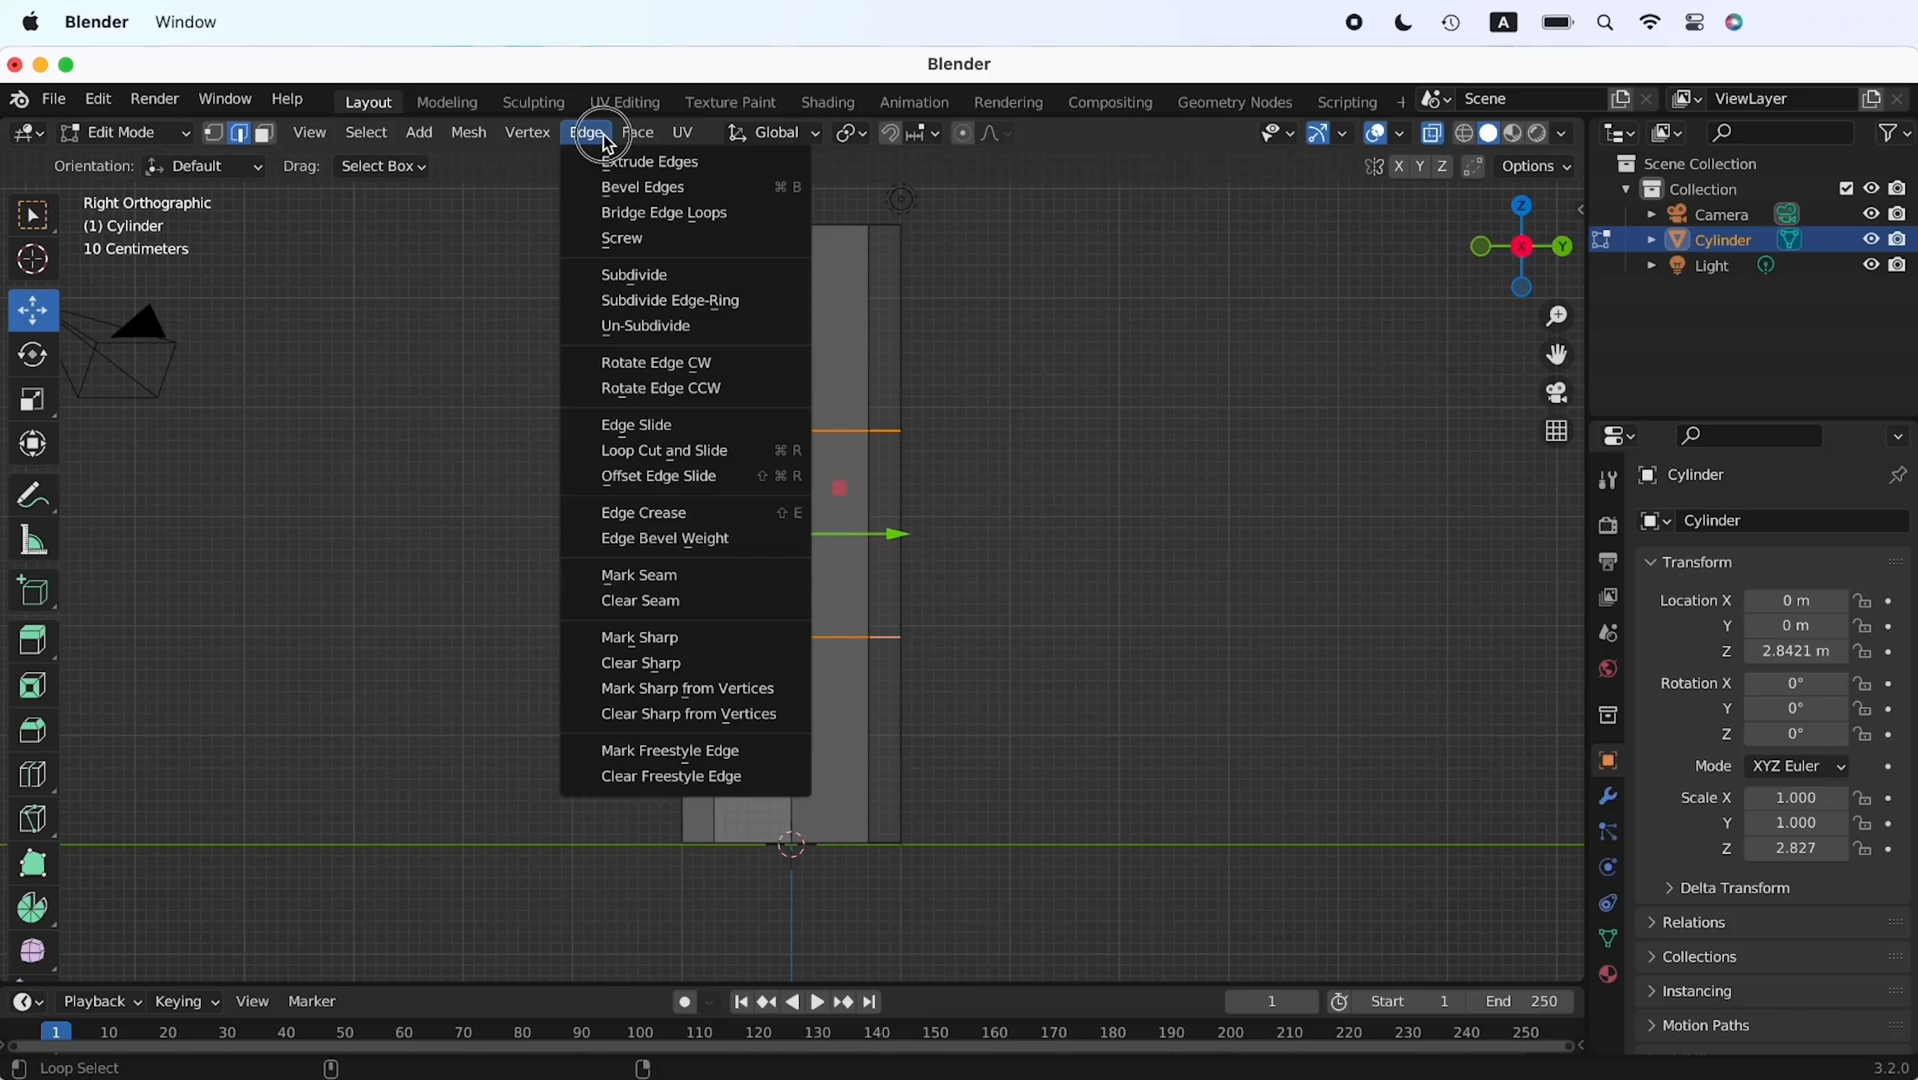 Blender Window A
Blender
File Edit Render Window Help Layout Modeling Sculpting UV Editing Texture Paint Shading Animation Rendering Compositing Geometry Nodes Scripting Scene ViewLayer
Edit Mode View Select Add Mesh Vertex Edge Face UV Global
Orientation: Default Drag: Select Box X Y Z Options
Right Orthographic
(1) Cylinder
10 Centimeters
Extrude Edges
Bevel Edges ⌘ B
Bridge Edge Loops
Screw
Subdivide
Subdivide Edge-Ring
Un-Subdivide
Rotate Edge CW
Rotate Edge CCW
Edge Slide
Loop Cut and Slide ⌘ R
Offset Edge Slide ⇧ ⌘ R
Edge Crease ⇧ E
Edge Bevel Weight
Mark Seam
Clear Seam
Mark Sharp
Clear Sharp
Mark Sharp from Vertices
Clear Sharp from Vertices
Mark Freestyle Edge
Clear Freestyle Edge
Z
X Y
Scene Collection
Collection
Camera
Cylinder
Light
Cylinder
Cylinder
Transform
Location X 0 m
Y 0 m
Z 2.8421 m
Rotation X 0°
Y 0°
Z 0°
Mode XYZ Euler
Scale X 1.000
Y 1.000
Z 2.827
Delta Transform
Relations
Collections
Instancing
Motion Paths
Playback Keying View Marker 1 Start 1 End 250
1 10 20 30 40 50 60 70 80 90 100 110 120 130 140 150 160 170 180 190 200 210 220 230 240 250
Loop Select 3.2.0